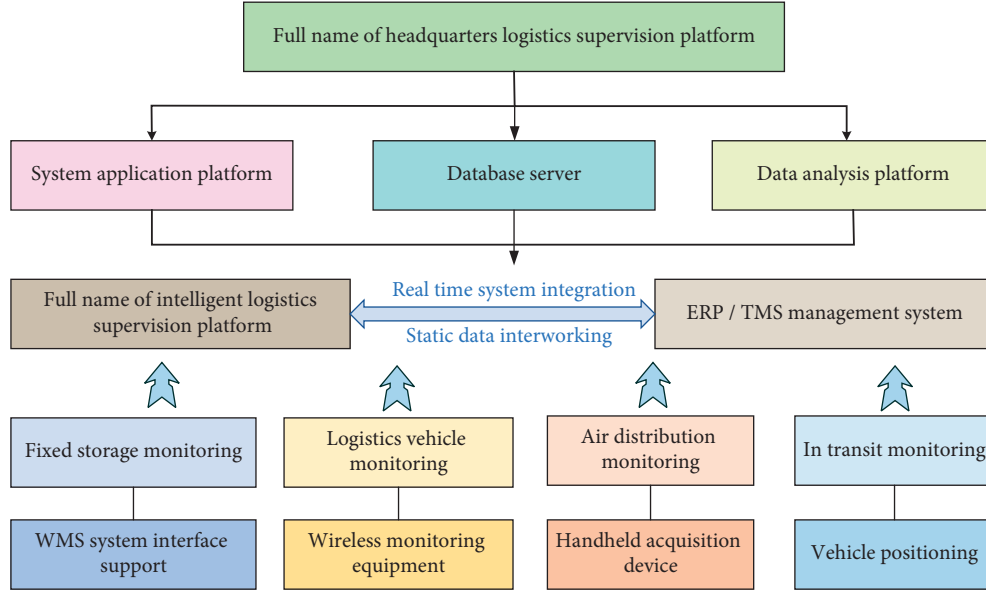 Full name of headquarters logistics supervision platform
System application platform
Database server
Data analysis platform
Full name of intelligent logistics
supervision platform
Real time system integration
Static data interworking
ERP / TMS management system
Fixed storage monitoring
Logistics vehicle
monitoring
Air distribution
monitoring
In transit monitoring
WMS system interface
support
Wireless monitoring
equipment
Handheld acquisition
device
Vehicle positioning